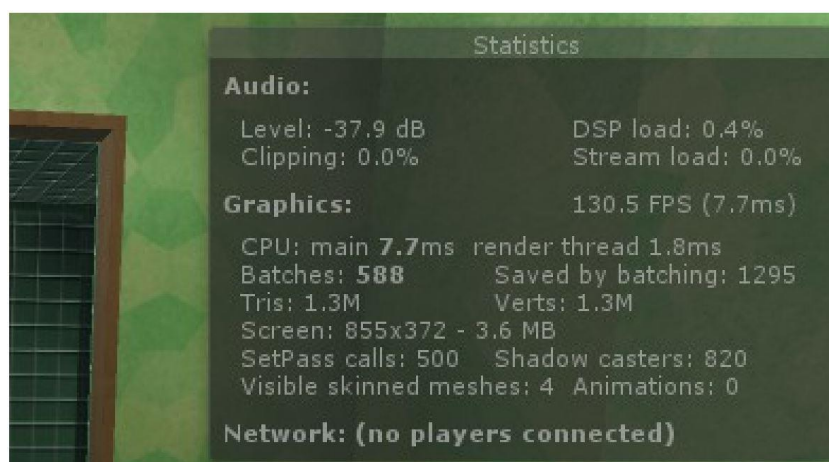 Statistics
Audio:
Level: -37.9 dB DSP load: 0.4%
Clipping: 0.0% Stream load: 0.0%
Graphics: 130.5 FPS (7.7ms)
CPU: main 7.7ms render thread 1.8ms
Batches: 588 Saved by batching: 1295
Tris: 1.3M Verts: 1.3M
Screen: 855x372 - 3.6 MB
SetPass calls: 500 Shadow casters: 820
Visible skinned meshes: 4 Animations: 0
Network: (no players connected)